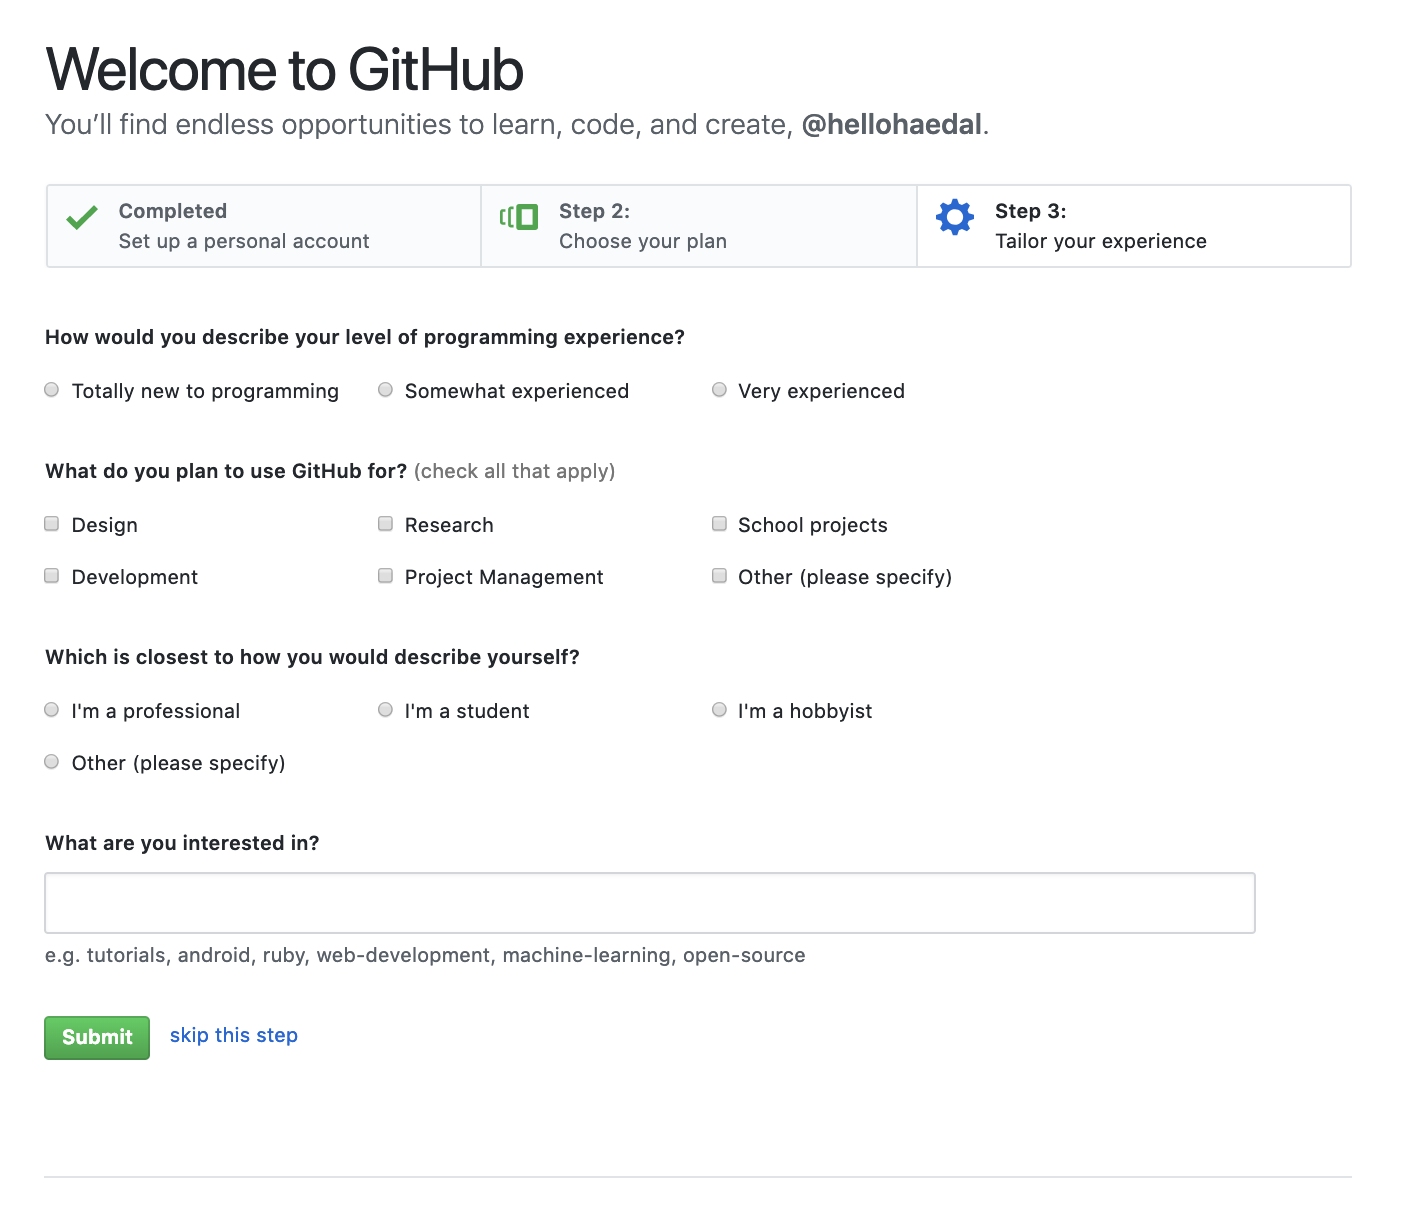 Welcome to GitHub
You’ll find endless opportunities to learn, code, and create, @hellohaedal.
Completed
Set up a personal account
Step 2:
Choose your plan
Step 3:
Tailor your experience
How would you describe your level of programming experience?
Totally new to programming
Somewhat experienced
Very experienced
What do you plan to use GitHub for? (check all that apply)
Design
Research
School projects
Development
Project Management
Other (please specify)
Which is closest to how you would describe yourself?
I'm a professional
I'm a student
I'm a hobbyist
Other (please specify)
What are you interested in?
e.g. tutorials, android, ruby, web-development, machine-learning, open-source
Submit
skip this step